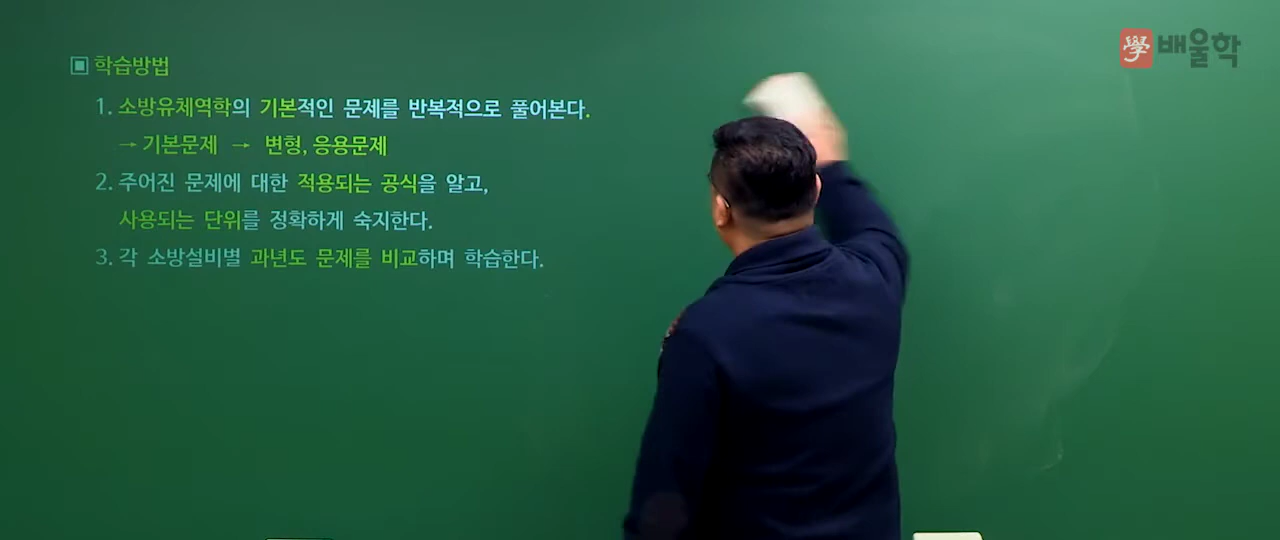 ▣ 학습방법
1. 소방유체역학의 기본적인 문제를 반복적으로 풀어본다.
→ 기본문제 → 변형, 응용문제
2. 주어진 문제에 대한 적용되는 공식을 알고,
사용되는 단위를 정확하게 숙지한다.
3. 각 소방설비별 과년도 문제를 비교하며 학습한다.
學 배울학